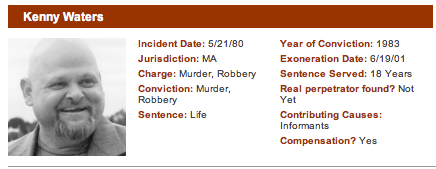 Kenny Waters
Incident Date: 5/21/80
Jurisdiction: MA
Charge: Murder, Robbery
Conviction: Murder,
Robbery
Sentence: Life
Year of Conviction: 1983
Exoneration Date: 6/19/01
Sentence Served: 18 Years
Real perpetrator found? Not
Yet
Contributing Causes:
Informants
Compensation? Yes